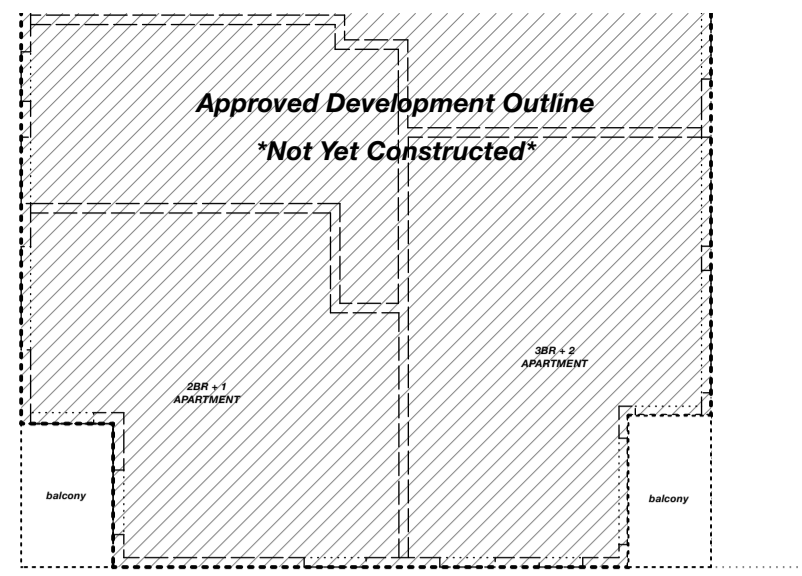 Approved Development Outline
*Not Yet Constructed*
3BR + 2
APARTMENT
2BR + 1
APARTMENT
balcony
balcony